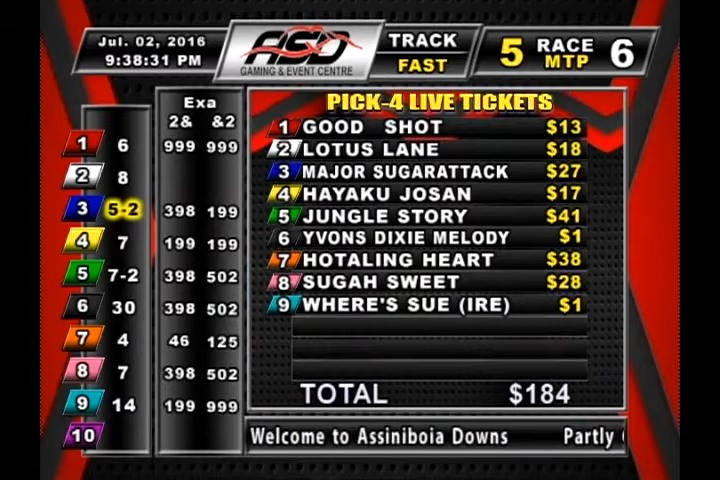 Jul. 02, 2016
9:38:31 PM
ASD
GAMING & EVENT CENTRE
TRACK
FAST
5 RACE 6
MTP
Exa
2& &2
1 6 999 999
2 8
3 5-2 398 199
4 7 199 199
5 7-2 398 502
6 30 398 502
7 4 46 125
8 7 398 502
9 14 199 999
10
PICK-4 LIVE TICKETS
1 GOOD SHOT $13
2 LOTUS LANE $18
3 MAJOR SUGARATTACK $27
4 HAYAKU JOSAN $17
5 JUNGLE STORY $41
6 YVONS DIXIE MELODY $1
7 HOTALING HEART $38
8 SUGAH SWEET $28
9 WHERE'S SUE (IRE) $1
TOTAL $184
Welcome to Assiniboia Downs Partly